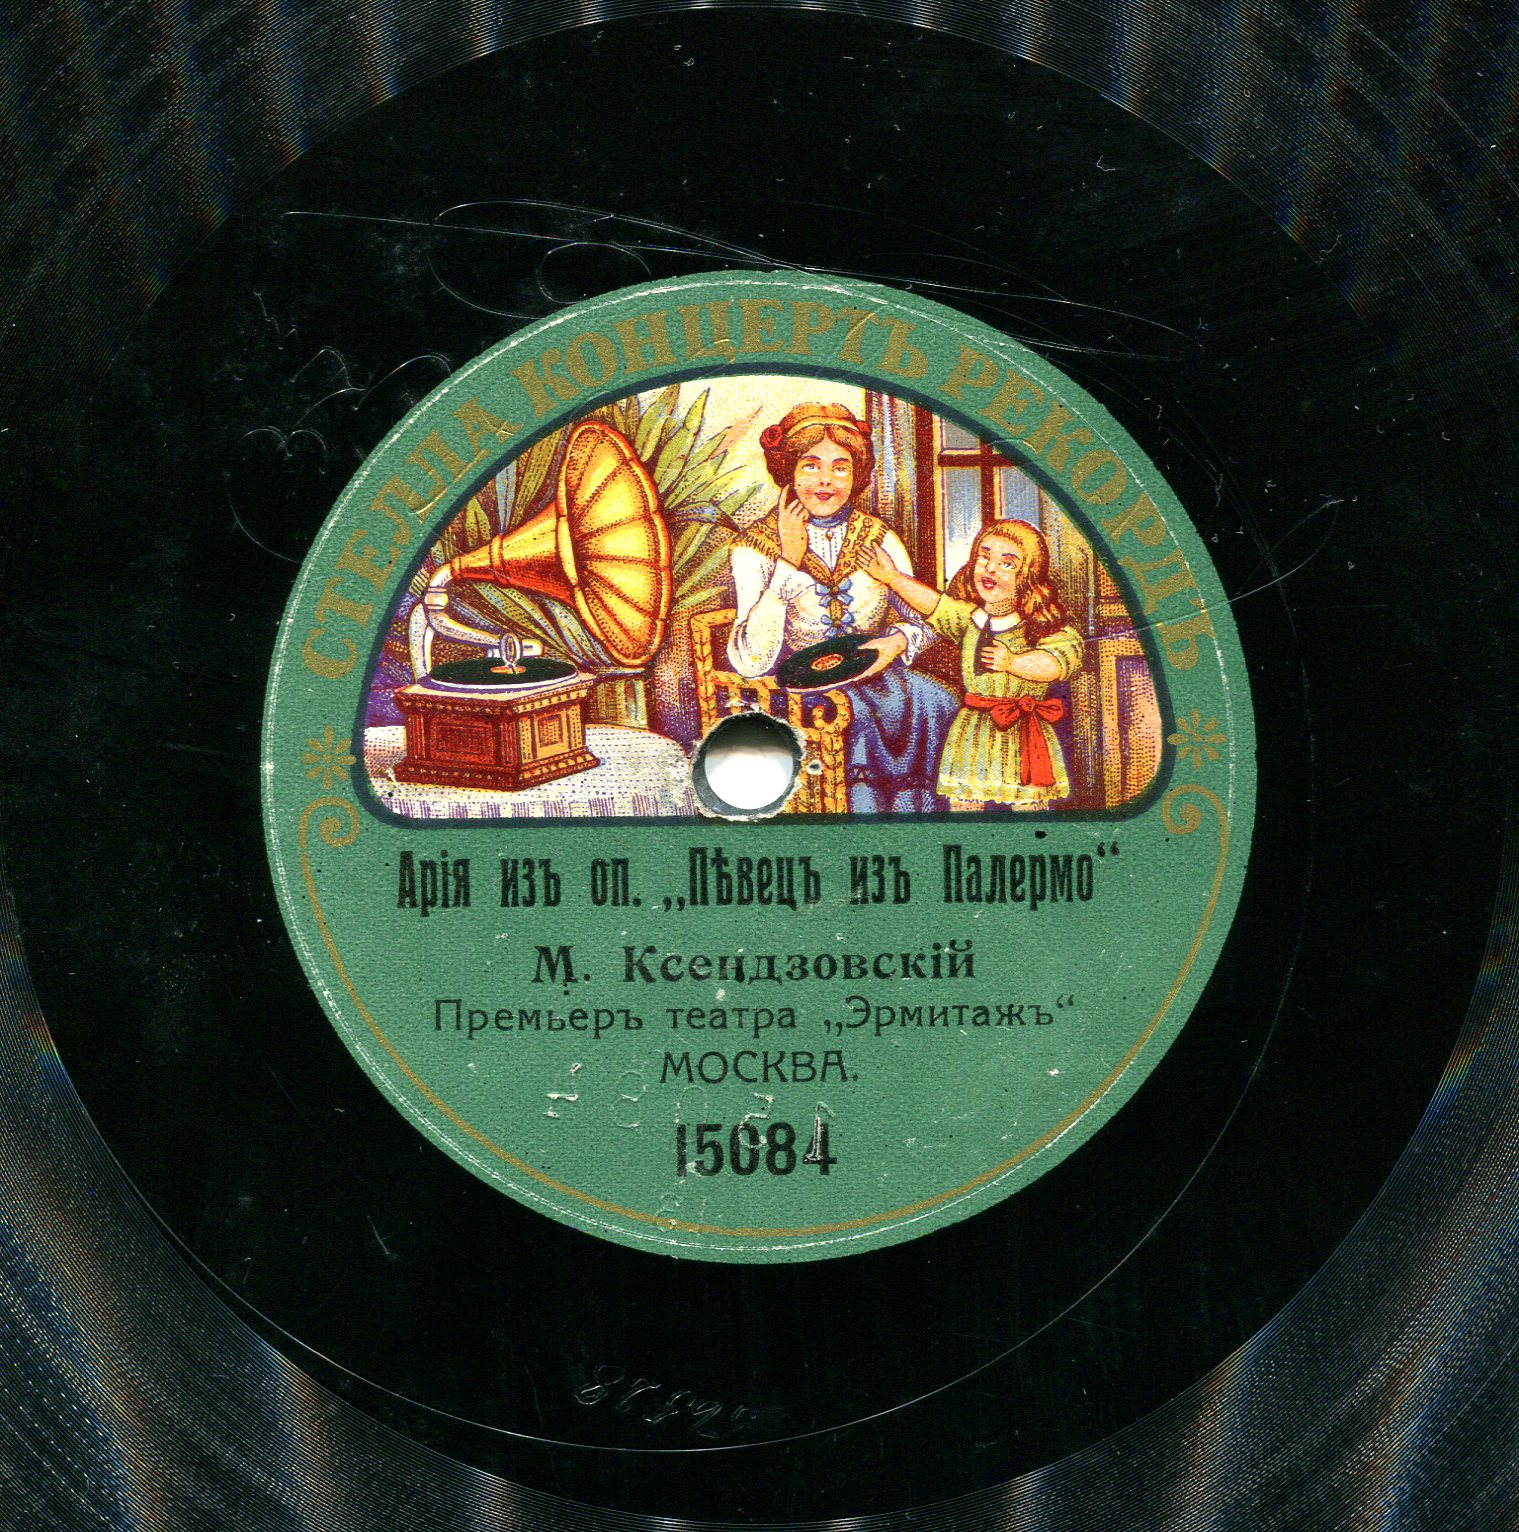 СТЕЛЛА КОНЦЕРТЪ РЕКОРДЪ
Арія изъ оп. „Пѣвецъ изъ Палермо“
М. Ксендзовскій
Премьеръ театра „Эрмитажъ“
МОСКВА.
15084